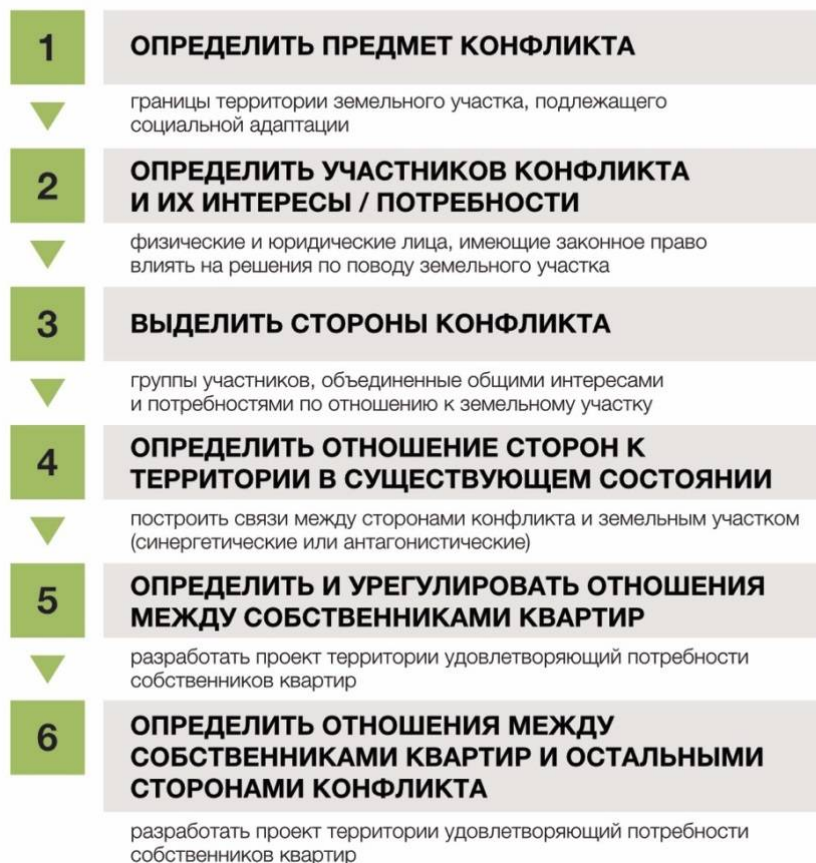 1
ОПРЕДЕЛИТЬ ПРЕДМЕТ КОНФЛИКТА
границы территории земельного участка, подлежащего
социальной адаптации
2
ОПРЕДЕЛИТЬ УЧАСТНИКОВ КОНФЛИКТА
И ИХ ИНТЕРЕСЫ / ПОТРЕБНОСТИ
физические и юридические лица, имеющие законное право
влиять на решения по поводу земельного участка
3
ВЫДЕЛИТЬ СТОРОНЫ КОНФЛИКТА
группы участников, объединенные общими интересами
и потребностями по отношению к земельному участку
4
ОПРЕДЕЛИТЬ ОТНОШЕНИЕ СТОРОН К
ТЕРРИТОРИИ В СУЩЕСТВУЮЩЕМ СОСТОЯНИИ
построить связи между сторонами конфликта и земельным участком
(синергетические или антагонистические)
5
ОПРЕДЕЛИТЬ И УРЕГУЛИРОВАТЬ ОТНОШЕНИЯ
МЕЖДУ СОБСТВЕННИКАМИ КВАРТИР
разработать проект территории удовлетворяющий потребности
собственников квартир
6
ОПРЕДЕЛИТЬ ОТНОШЕНИЯ МЕЖДУ
СОБСТВЕННИКАМИ КВАРТИР И ОСТАЛЬНЫМИ
СТОРОНАМИ КОНФЛИКТА
разработать проект территории удовлетворяющий потребности
собственников квартир